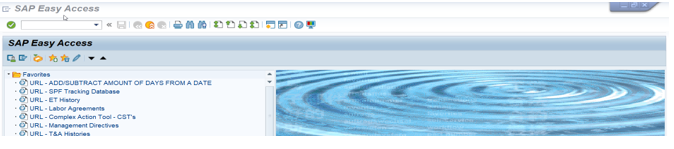 SAP Easy Access
SAP Easy Access
Favorites
URL - ADD/SUBTRACT AMOUNT OF DAYS FROM A DATE
URL - SPF Tracking Database
URL - ET History
URL - Labor Agreements
URL - Complex Action Tool - CST's
URL - Management Directives
URL - T&A Histories